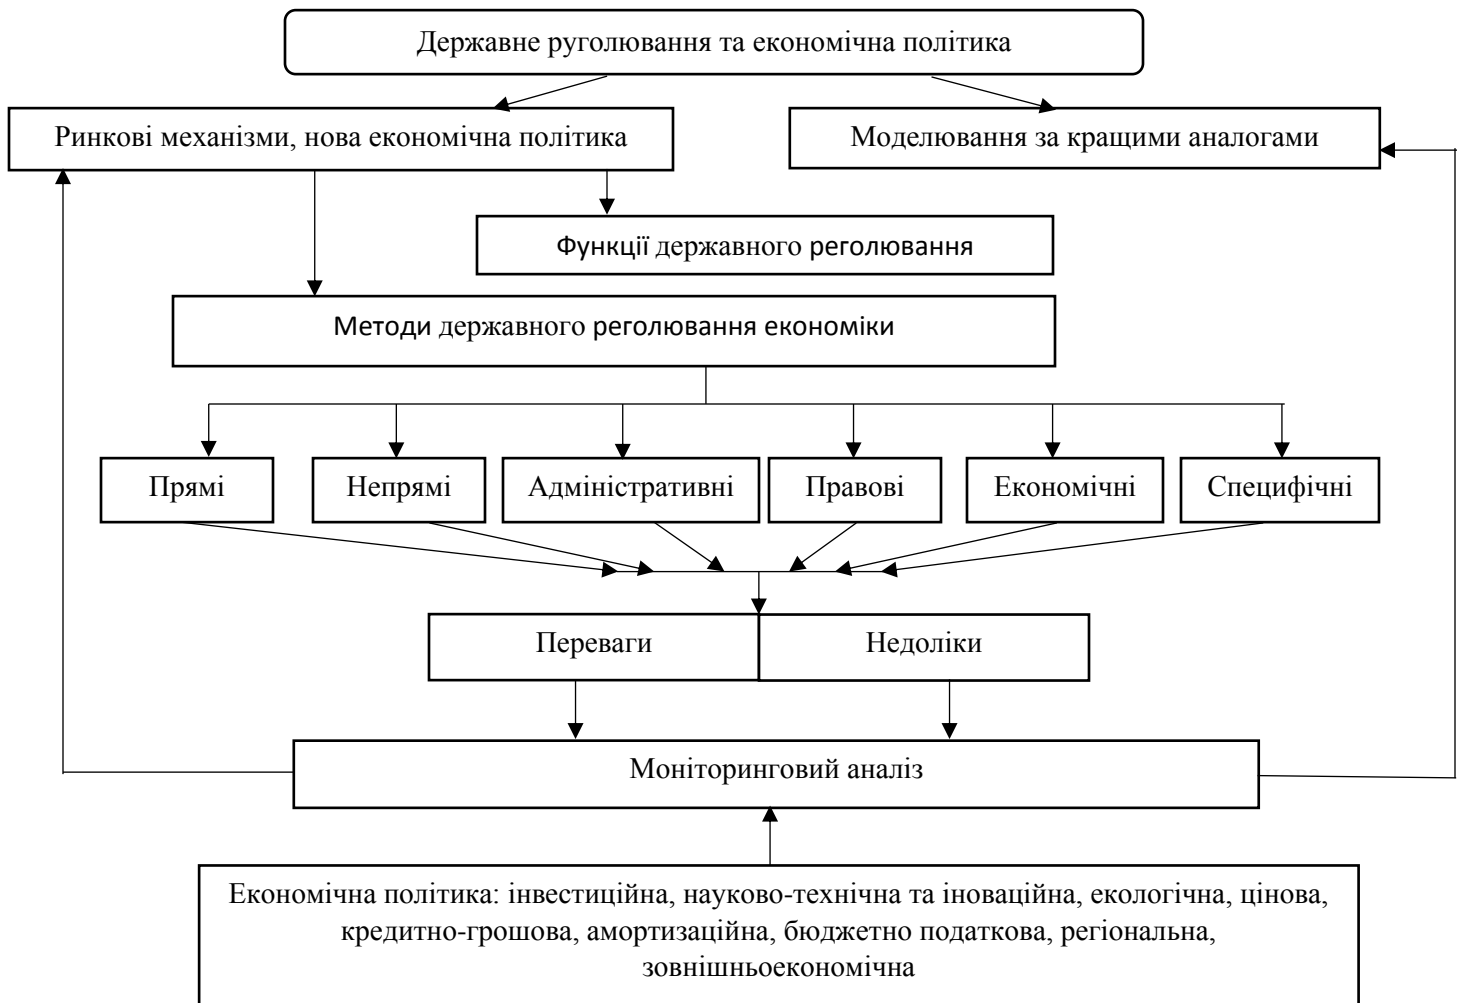 Державне руголювання та економічна політика
Ринкові механізми, нова економічна політика
Моделювання за кращими аналогами
Функції державного реголювання
Методи державного реголювання економіки
Прямі
Непрямі
Адміністративні
Правові
Економічні
Специфічні
Переваги
Недоліки
Моніторинговий аналіз
Економічна політика: інвестиційна, науково-технічна та іноваційна, екологічна, цінова,
кредитно-грошова, амортизаційна, бюджетно податкова, регіональна,
зовнішньоекономічна